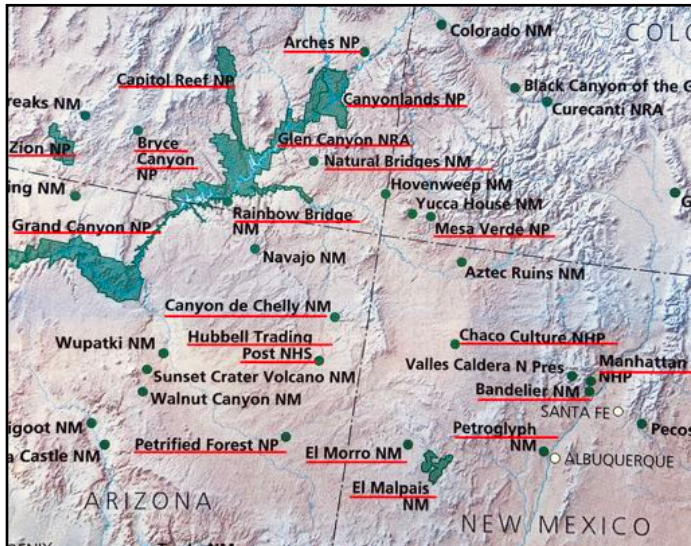 Arches NP
Colorado NM
COLO
Capitol Reef NP
Canyonlands NP
Black Canyon of the G
reaks NM
Curecanti NRA
Zion NP
Bryce
Canyon
NP
Glen Canyon NRA
Natural Bridges NM
ing NM
Hovenweep NM
Yucca House NM
G
Grand Canyon NP
Rainbow Bridge
NM
Mesa Verde NP
Navajo NM
Aztec Ruins NM
Canyon de Chelly NM
Hubbell Trading
Post NHS
Chaco Culture NHP
Wupatki NM
Valles Caldera N Pres
Manhattan
NHP
Sunset Crater Volcano NM
Walnut Canyon NM
Bandelier NM
SANTA FE
igoot NM
Petroglyph
NM
Pecos
a Castle NM
Petrified Forest NP
El Morro NM
ALBUQUERQUE
El Malpais
NM
ARIZONA
NEW MEXICO